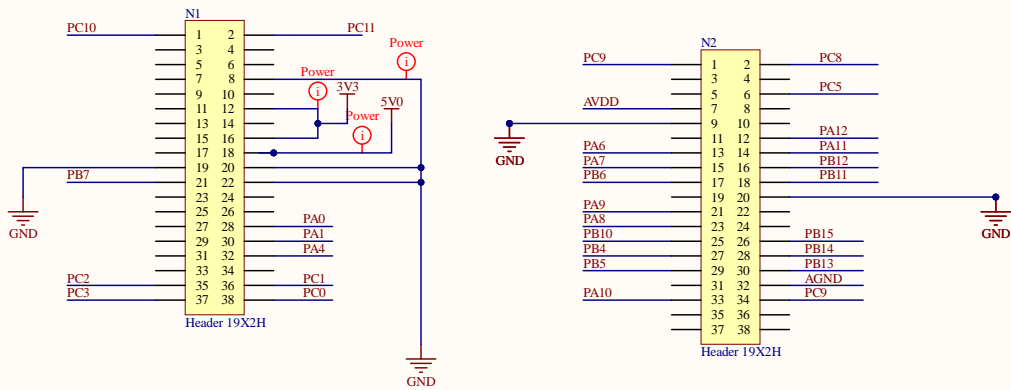 N1
PC10 1 2 PC11
3 4
5 6
7 8
Power
9 10
Power
i
i
3V3
11 12
5V0
13 14
Power
15 16
i
17 18
19 20
PB7 21 22
23 24
GND
25 26
27 28 PA0
29 30 PA1
31 32 PA4
33 34
PC2 35 36 PC1
PC3 37 38 PC0
Header 19X2H
GND
N2
PC9 1 2 PC8
3 4
5 6 PC5
AVDD 7 8
9 10
11 12 PA12
GND
PA6 13 14 PA11
PA7 15 16 PB12
PB6 17 18 PB11
19 20
PA9 21 22
PA8 23 24
GND
PB10 25 26 PB15
PB4 27 28 PB14
PB5 29 30 PB13
31 32 AGND
PA10 33 34 PC9
35 36
37 38
Header 19X2H